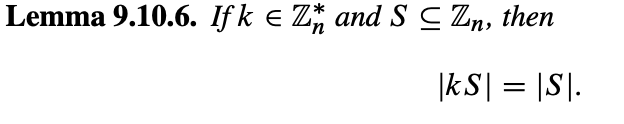 Lemma 9.10.6. If k ∈ ℤ*ₙ and S ⊆ ℤₙ, then
|kS| = |S|.